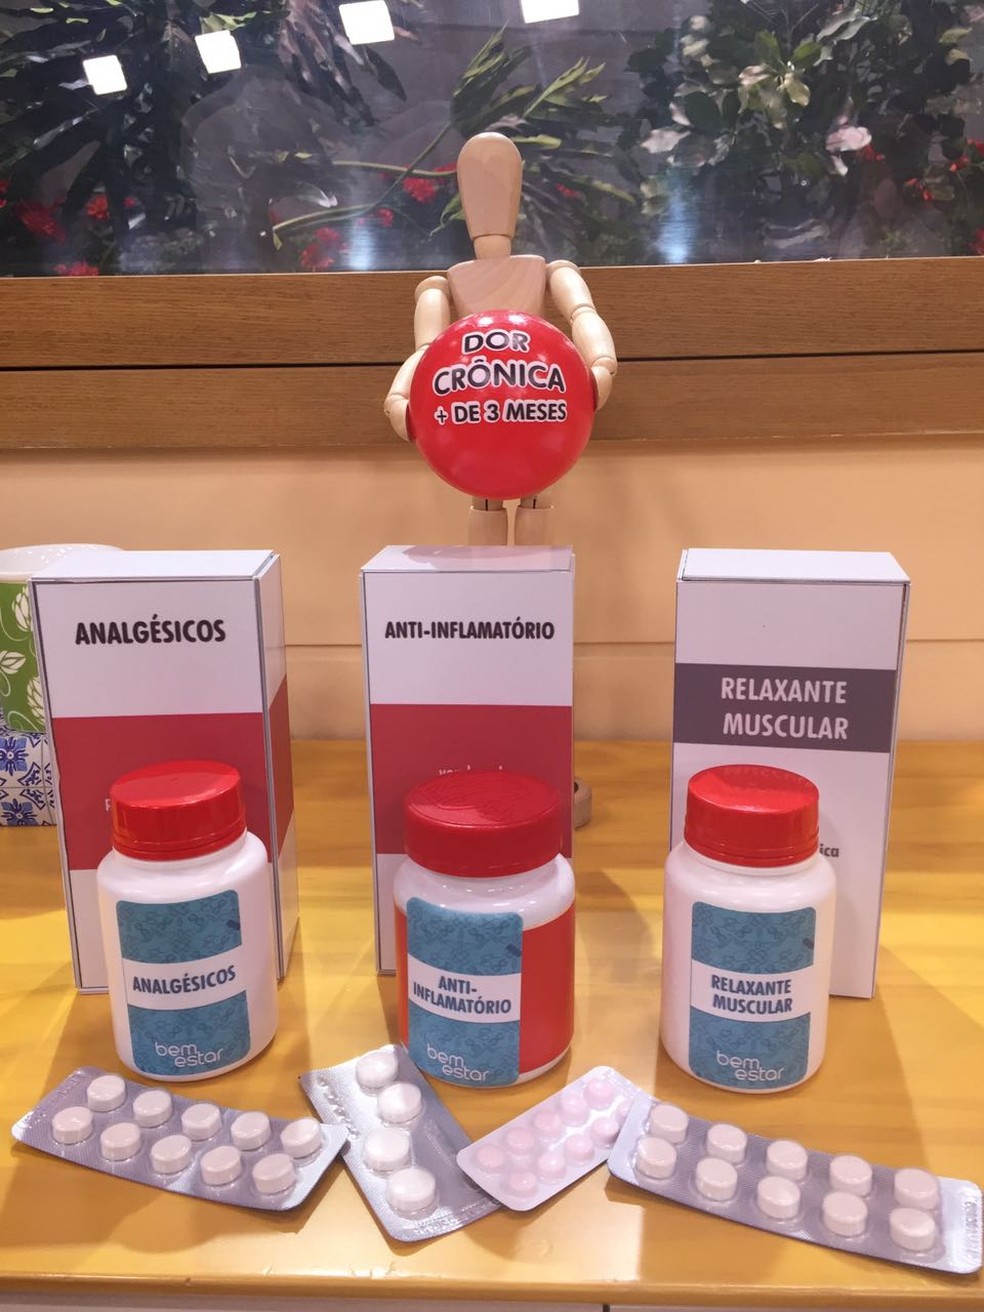 DOR
CRÔNICA
+ DE 3 MESES
ANALGÉSICOS
ANTI-INFLAMATÓRIO
RELAXANTE
MUSCULAR
ANALGÉSICOS
bem
estar
ANTI-
INFLAMATÓRIO
bem
estar
RELAXANTE
MUSCULAR
bem
estar